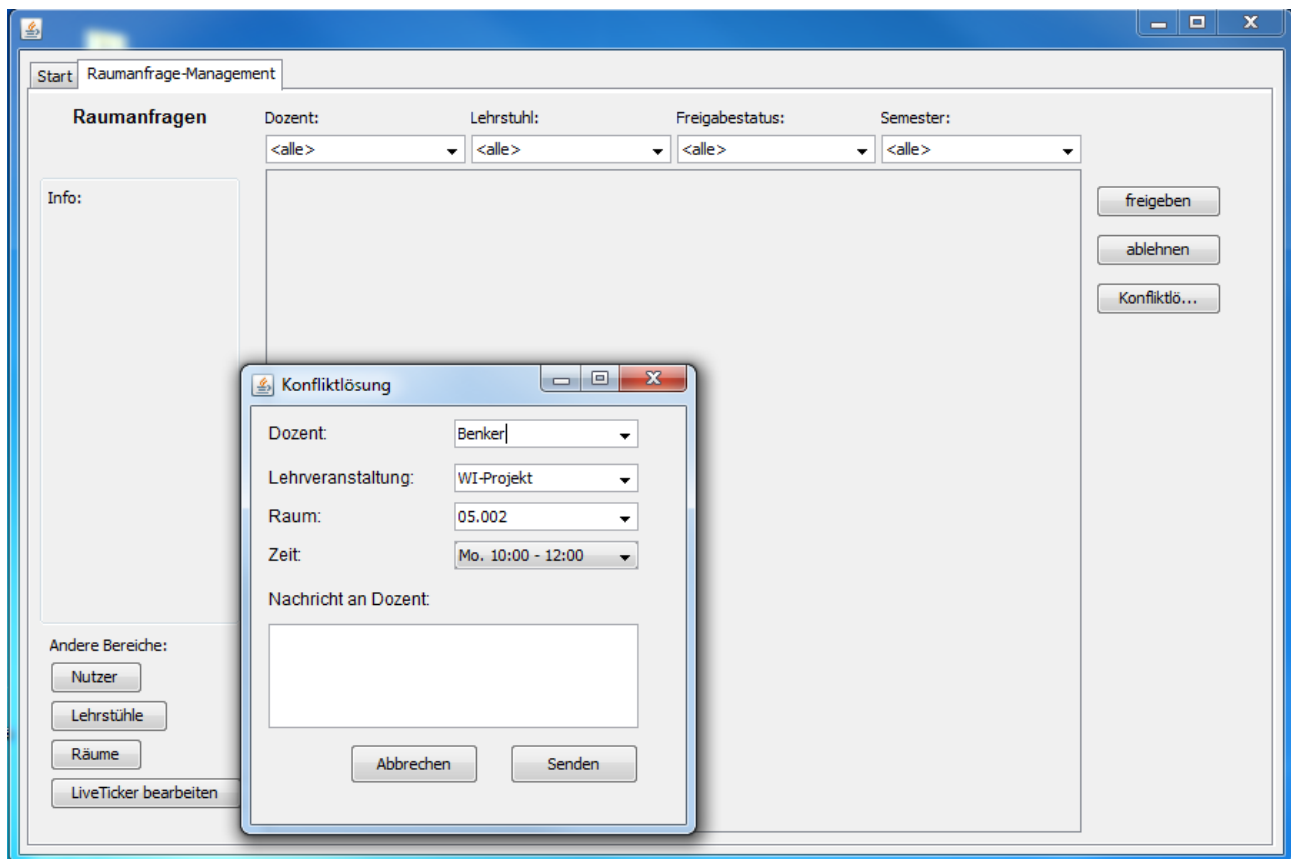 Start Raumanfrage-Management
Raumanfragen
Dozent: Lehrstuhl: Freigabestatus: Semester:
<alle> <alle> <alle> <alle>
Info:
freigeben
ablehnen
Konfliktlö...
Konfliktlösung
Dozent: Benker
Lehrveranstaltung: WI-Projekt
Raum: 05.002
Zeit: Mo. 10:00 - 12:00
Nachricht an Dozent:
Abbrechen Senden
Andere Bereiche:
Nutzer
Lehrstühle
Räume
LiveTicker bearbeiten